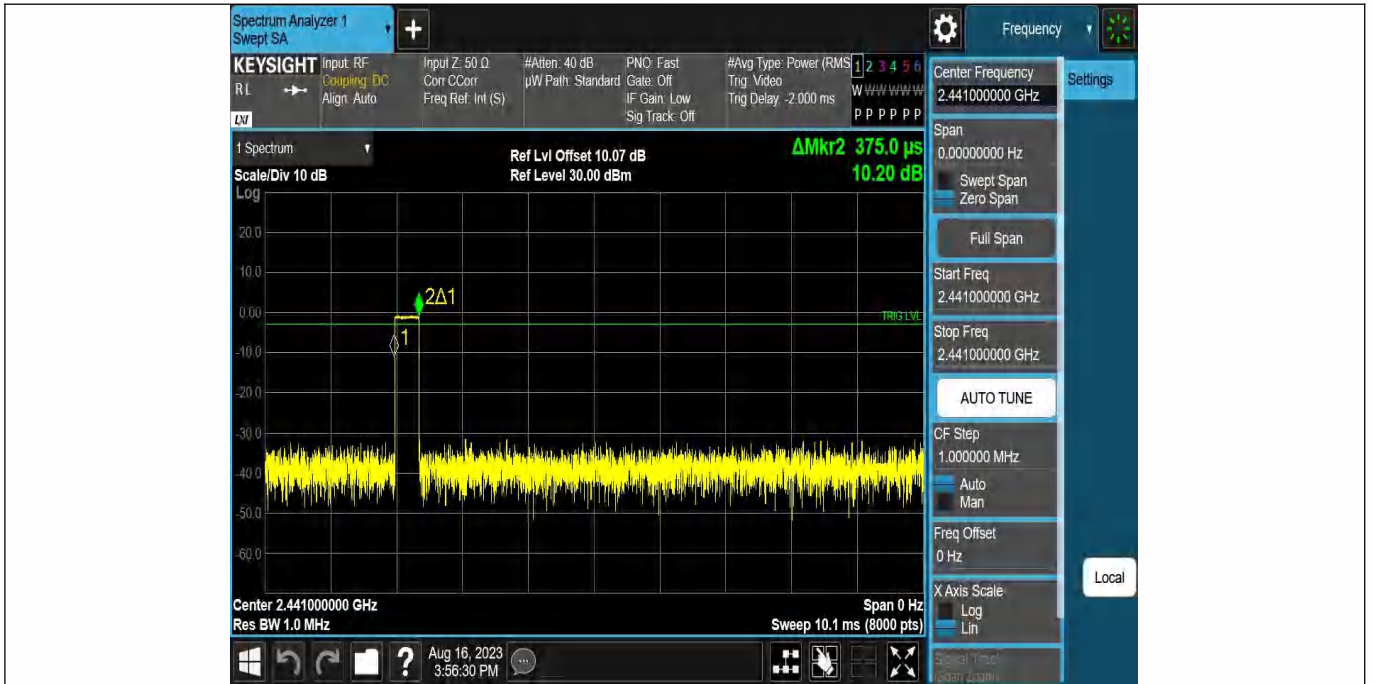 Spectrum Analyzer 1
Swept SA
+
Frequency
KEYSIGHT
R L
LXI
Input: RF
Coupling: DC
Align: Auto
Input Z: 50 Ω
Corr CCorr
Freq Ref: Int (S)
#Atten: 40 dB
µW Path: Standard
PNO: Fast
Gate: Off
IF Gain: Low
Sig Track: Off
#Avg Type: Power (RMS
Trig: Video
Trig Delay: -2.000 ms
1 2 3 4 5 6
W W W W W W
P P P P P P
Center Frequency
2.441000000 GHz
Settings
1 Spectrum
Scale/Div 10 dB
Ref Lvl Offset 10.07 dB
Ref Level 30.00 dBm
ΔMkr2 375.0 µs
10.20 dB
Log
20.0
10.0
0.00
-10.0
-20.0
-30.0
-40.0
-50.0
-60.0
2Δ1
1
TRIG LVL
Span
0.00000000 Hz
Swept Span
Zero Span
Full Span
Start Freq
2.441000000 GHz
Stop Freq
2.441000000 GHz
AUTO TUNE
CF Step
1.000000 MHz
Auto
Man
Freq Offset
0 Hz
X Axis Scale
Log
Lin
Signal Track
(Span Zoom)
Local
Center 2.441000000 GHz
Res BW 1.0 MHz
Span 0 Hz
Sweep 10.1 ms (8000 pts)
?
Aug 16, 2023
3:56:30 PM